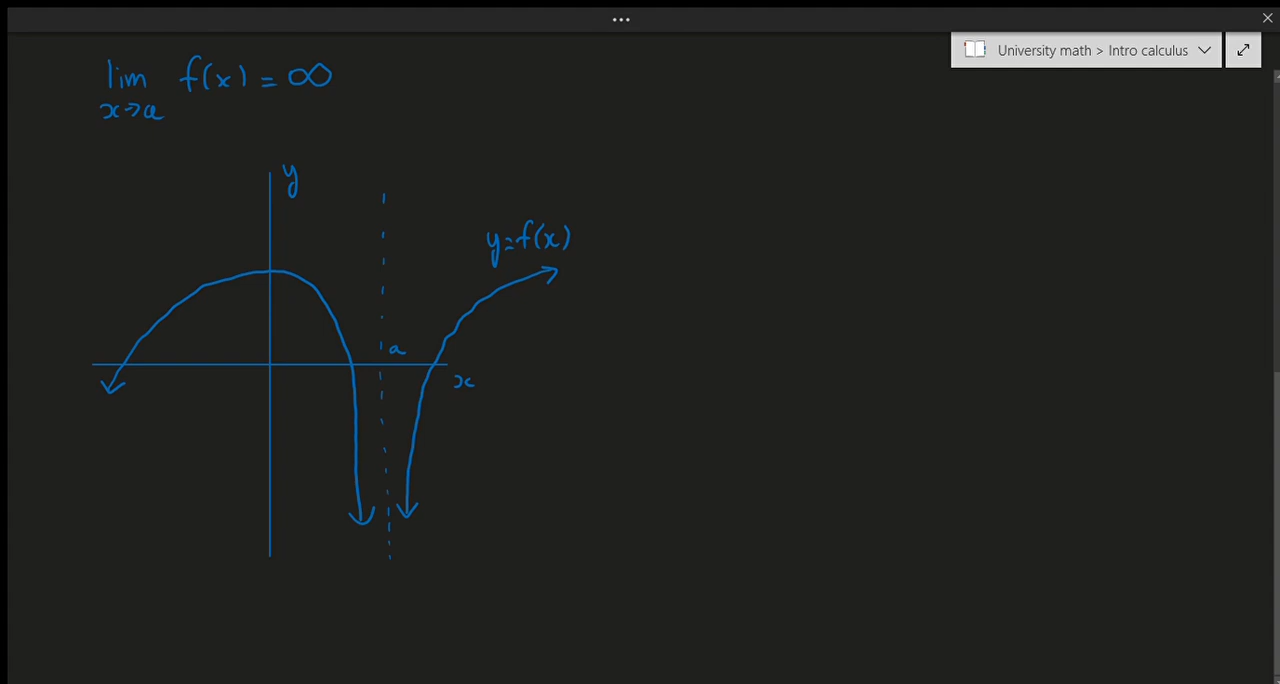 University math > Intro calculus
lim f(x) = ∞
x→a
y
y=f(x)
a
x